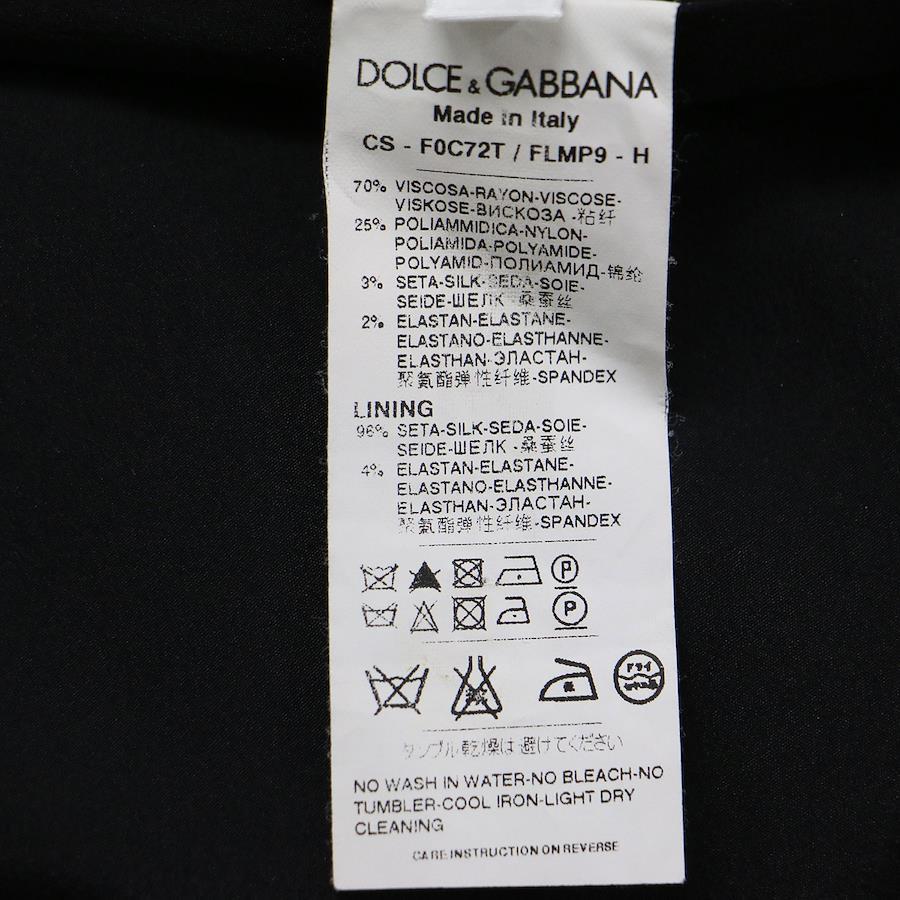 DOLCE & GABBANA
Made in Italy
CS - F0C72T / FLMP9 - H
70% VISCOSA-RAYON-VISCOSE-
VISKOSE-ВИСКОЗА -粘纤
25% POLIAMMIDICA-NYLON-
POLIAMIDA-POLYAMIDE-
POLYAMID-ПОЛИАМИД-锦纶
3% SETA-SILK-SEDA-SOIE-
SEIDE-ШЕЛК -桑蚕丝
2% ELASTAN-ELASTANE-
ELASTANO-ELASTHANNE-
ELASTHAN-ЭЛАСТАН-
聚氨酯弹性纤维-SPANDEX
LINING
96% SETA-SILK-SEDA-SOIE-
SEIDE-ШЕЛК -桑蚕丝
4% ELASTAN-ELASTANE-
ELASTANO-ELASTHANNE-
ELASTHAN-ЭЛАСТАН-
聚氨酯弹性纤维-SPANDEX
P
P
ドライ
タンブル乾燥は避けてください
NO WASH IN WATER-NO BLEACH-NO
TUMBLER-COOL IRON-LIGHT DRY
CLEANING
CARE INSTRUCTION ON REVERSE